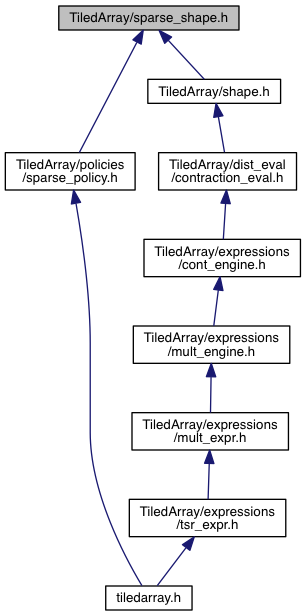 TiledArray/sparse_shape.h
TiledArray/shape.h
TiledArray/policies
/sparse_policy.h
TiledArray/dist_eval
/contraction_eval.h
TiledArray/expressions
/cont_engine.h
TiledArray/expressions
/mult_engine.h
TiledArray/expressions
/mult_expr.h
TiledArray/expressions
/tsr_expr.h
tiledarray.h